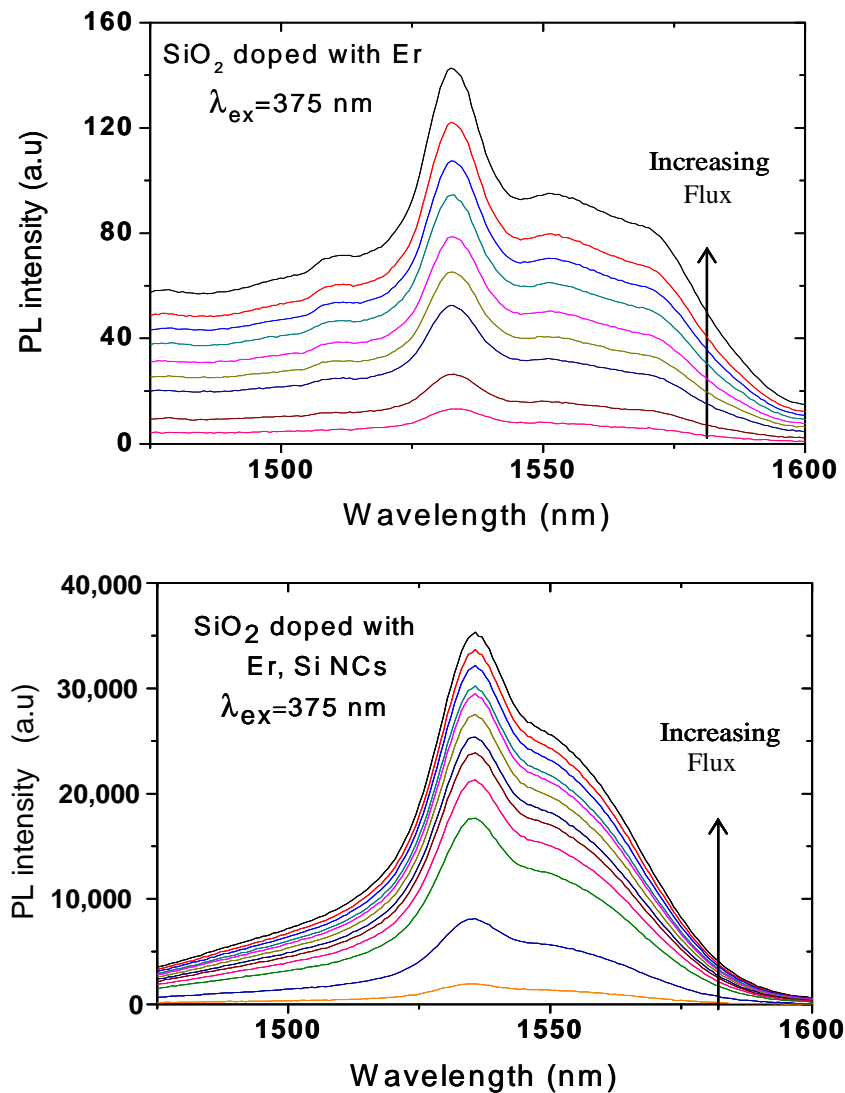 160
SiO2 doped with Er
λex=375 nm
120
Increasing
Flux
80
40
0
PL intensity (a.u)
1500 1550 1600
Wavelength (nm)
40,000
SiO2 doped with
Er, Si NCs
λex=375 nm
30,000
Increasing
Flux
20,000
10,000
0
PL intensity (a.u)
1500 1550 1600
Wavelength (nm)